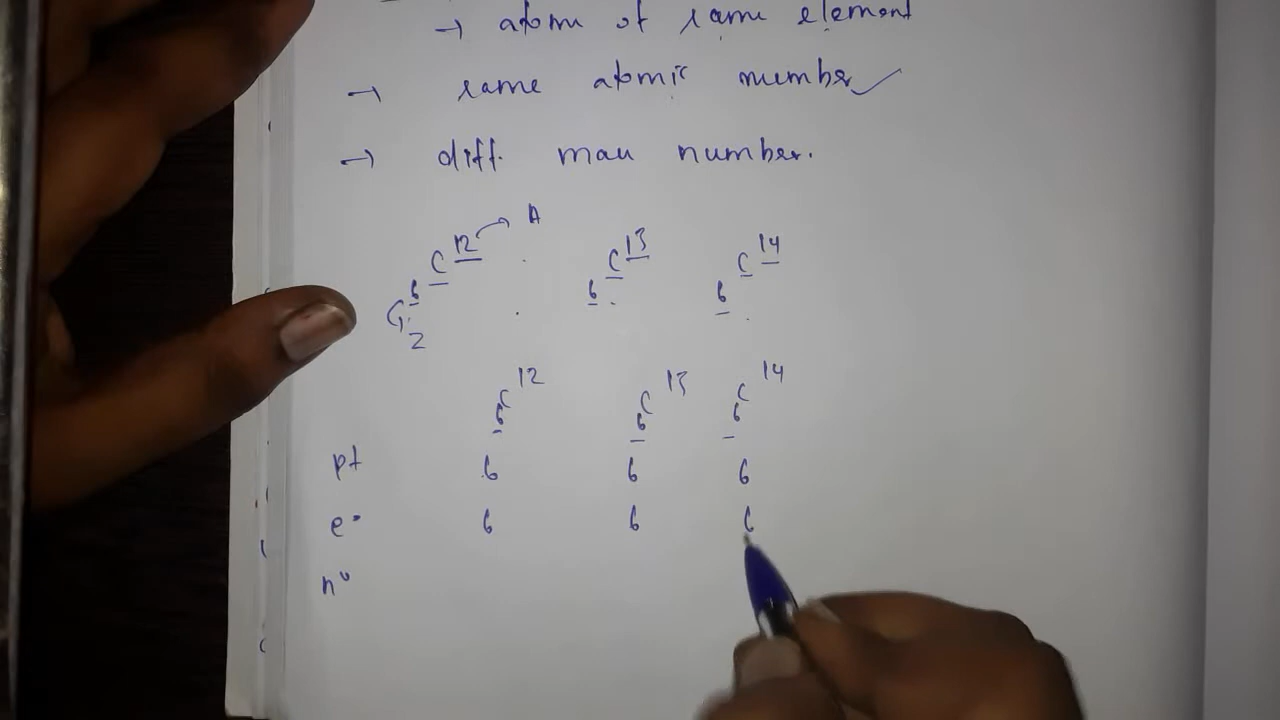 → atom of same element
→ same atomic number ✓
→ diff. mass number.
6 C 12 → A 6 C 13 6 C 14
Z
6 C 12 6 C 13 6 C 14
p+ 6 6 6
e- 6 6 6
n0